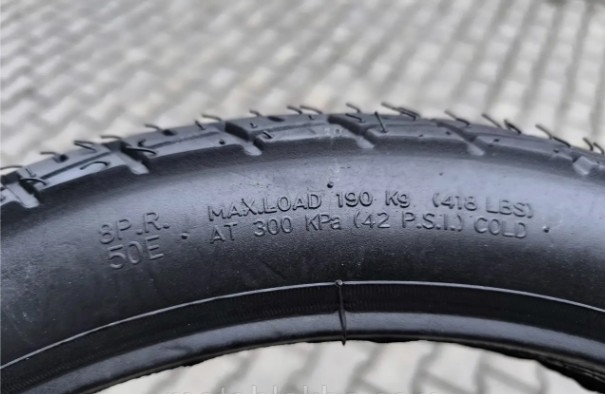 8P.R.
50E
MAX.LOAD 190 Kg (418 LBS)
AT 300 KPa (42 P.S.I.) COLD